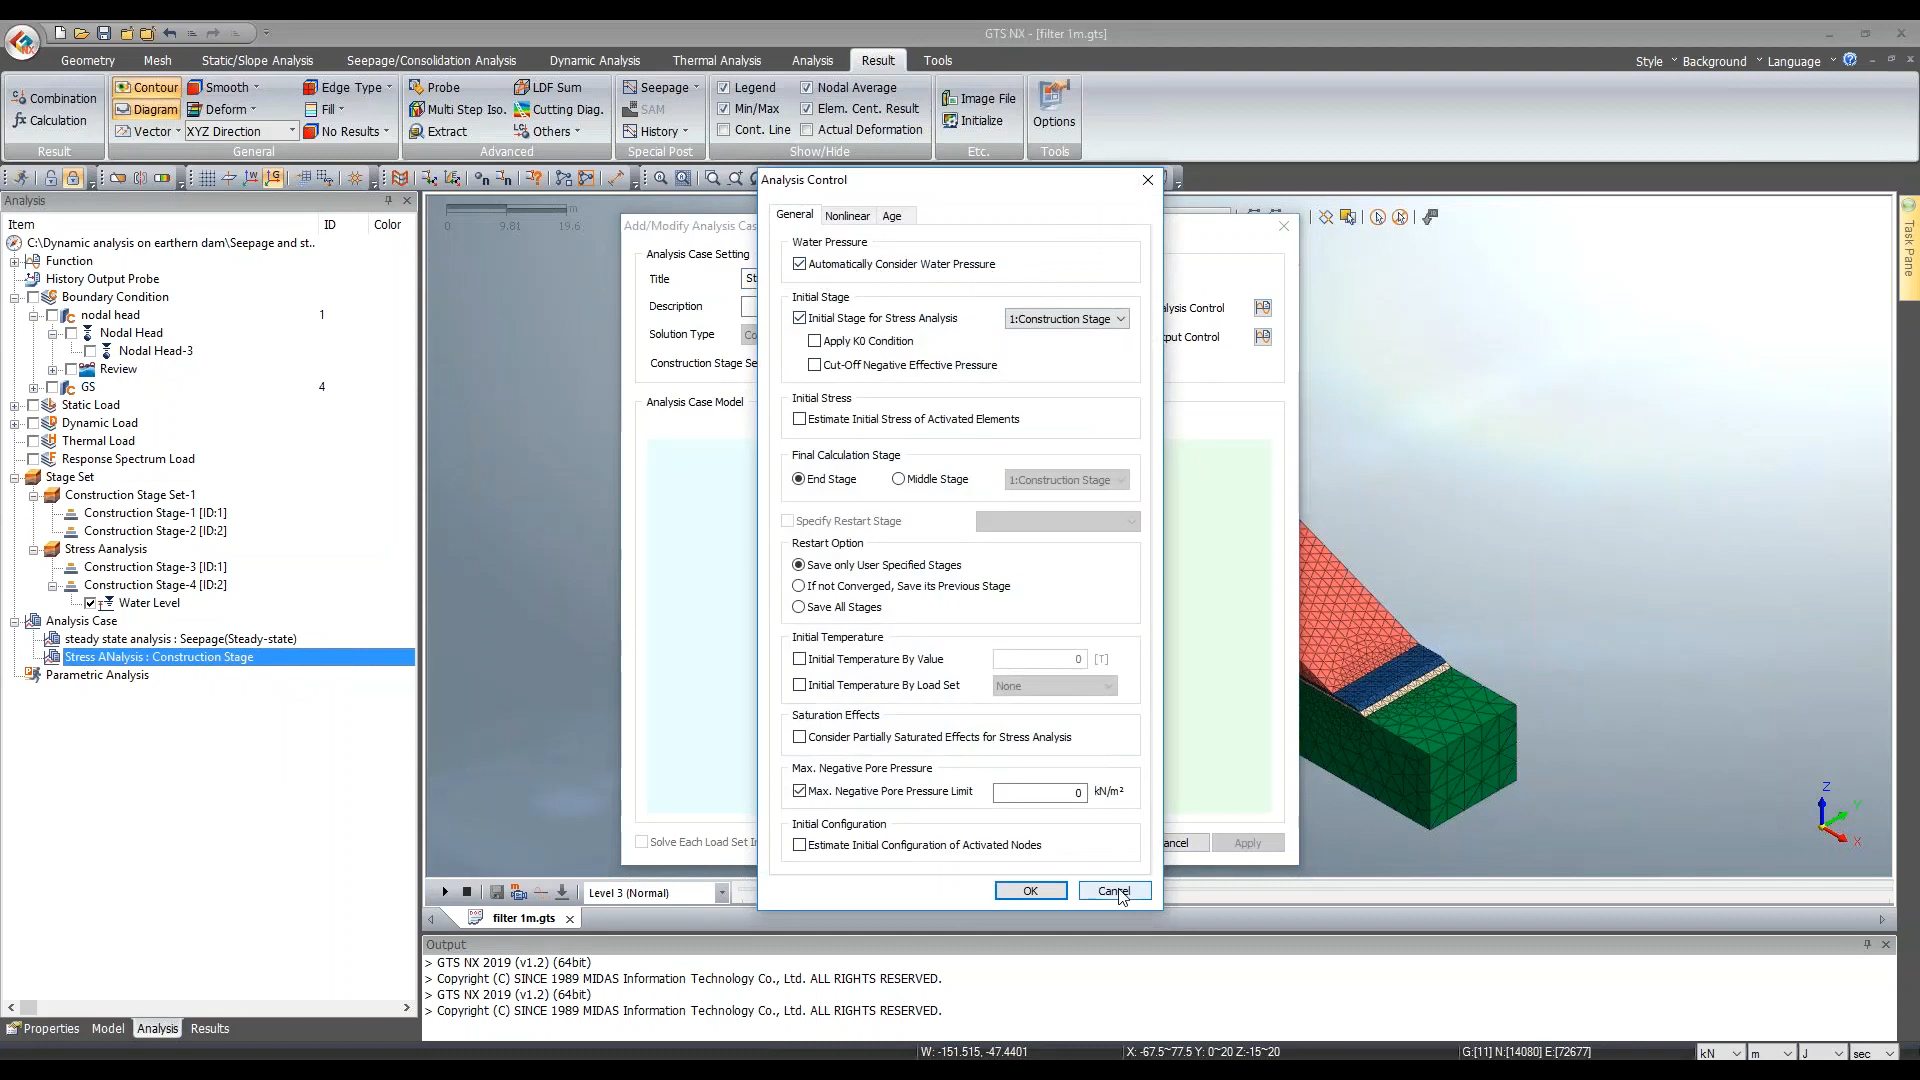 GTS NX - [filter 1m.gts]
Geometry Mesh Static/Slope Analysis Seepage/Consolidation Analysis Dynamic Analysis Thermal Analysis Analysis Result Tools
Style Background Language
Combination
Calculation
Result
Contour Smooth Edge Type
Diagram Deform Fill
Vector XYZ Direction No Results
General
Probe LDF Sum
Multi Step Iso. Cutting Diag.
Extract Others
Advanced
Seepage
SAM
History
Special Post
Legend Nodal Average
Min/Max Elem. Cent. Result
Cont. Line Actual Deformation
Show/Hide
Image File
Initialize
Etc.
Options
Tools
Analysis
Item ID Color
C:\Dynamic analysis on earthern dam\Seepage and st..
Function
History Output Probe
Boundary Condition
nodal head 1
Nodal Head
Nodal Head-3
Review
GS 4
Static Load
Dynamic Load
Thermal Load
Response Spectrum Load
Stage Set
Construction Stage Set-1
Construction Stage-1 [ID:1]
Construction Stage-2 [ID:2]
Stress Aanalysis
Construction Stage-3 [ID:1]
Construction Stage-4 [ID:2]
Water Level
Analysis Case
steady state analysis : Seepage(Steady-state)
Stress ANalysis : Construction Stage
Parametric Analysis
Properties Model Analysis Results
0 9.81 19.6 m
Add/Modify Analysis Cas
Analysis Case Setting
Title St
Description
Solution Type Co
Construction Stage Se
Analysis Case Model
Solve Each Load Set In
alysis Control
put Control
ancel Apply
Analysis Control
General Nonlinear Age
Water Pressure
Automatically Consider Water Pressure
Initial Stage
Initial Stage for Stress Analysis 1:Construction Stage
Apply K0 Condition
Cut-Off Negative Effective Pressure
Initial Stress
Estimate Initial Stress of Activated Elements
Final Calculation Stage
End Stage Middle Stage 1:Construction Stage
Specify Restart Stage
Restart Option
Save only User Specified Stages
If not Converged, Save its Previous Stage
Save All Stages
Initial Temperature
Initial Temperature By Value 0 [T]
Initial Temperature By Load Set None
Saturation Effects
Consider Partially Saturated Effects for Stress Analysis
Max. Negative Pore Pressure
Max. Negative Pore Pressure Limit 0 kN/m²
Initial Configuration
Estimate Initial Configuration of Activated Nodes
OK Cancel
Task Pane
Z
Y
X
Level 3 (Normal)
filter 1m.gts
Output
> GTS NX 2019 (v1.2) (64bit)
> Copyright (C) SINCE 1989 MIDAS Information Technology Co., Ltd. ALL RIGHTS RESERVED.
> GTS NX 2019 (v1.2) (64bit)
> Copyright (C) SINCE 1989 MIDAS Information Technology Co., Ltd. ALL RIGHTS RESERVED.
W: -151.515, -47.4401 X: -67.5~77.5 Y: 0~20 Z:-15~20 G:[11] N:[14080] E:[72677] kN m J sec